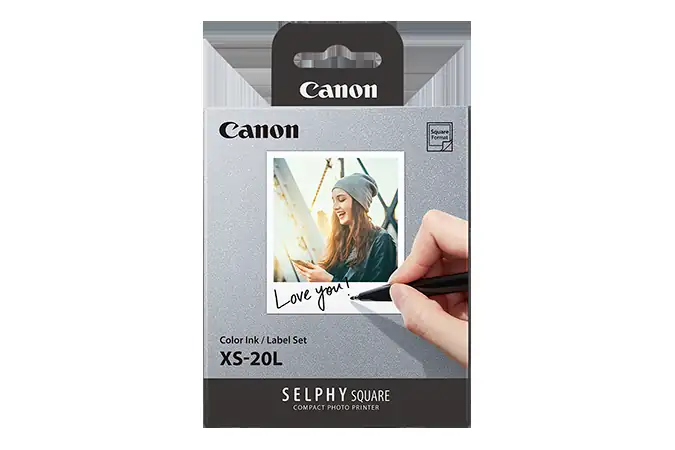 Canon
Canon
Square
Format
Love you!
Color Ink / Label Set
XS-20L
SELPHY SQUARE
COMPACT PHOTO PRINTER